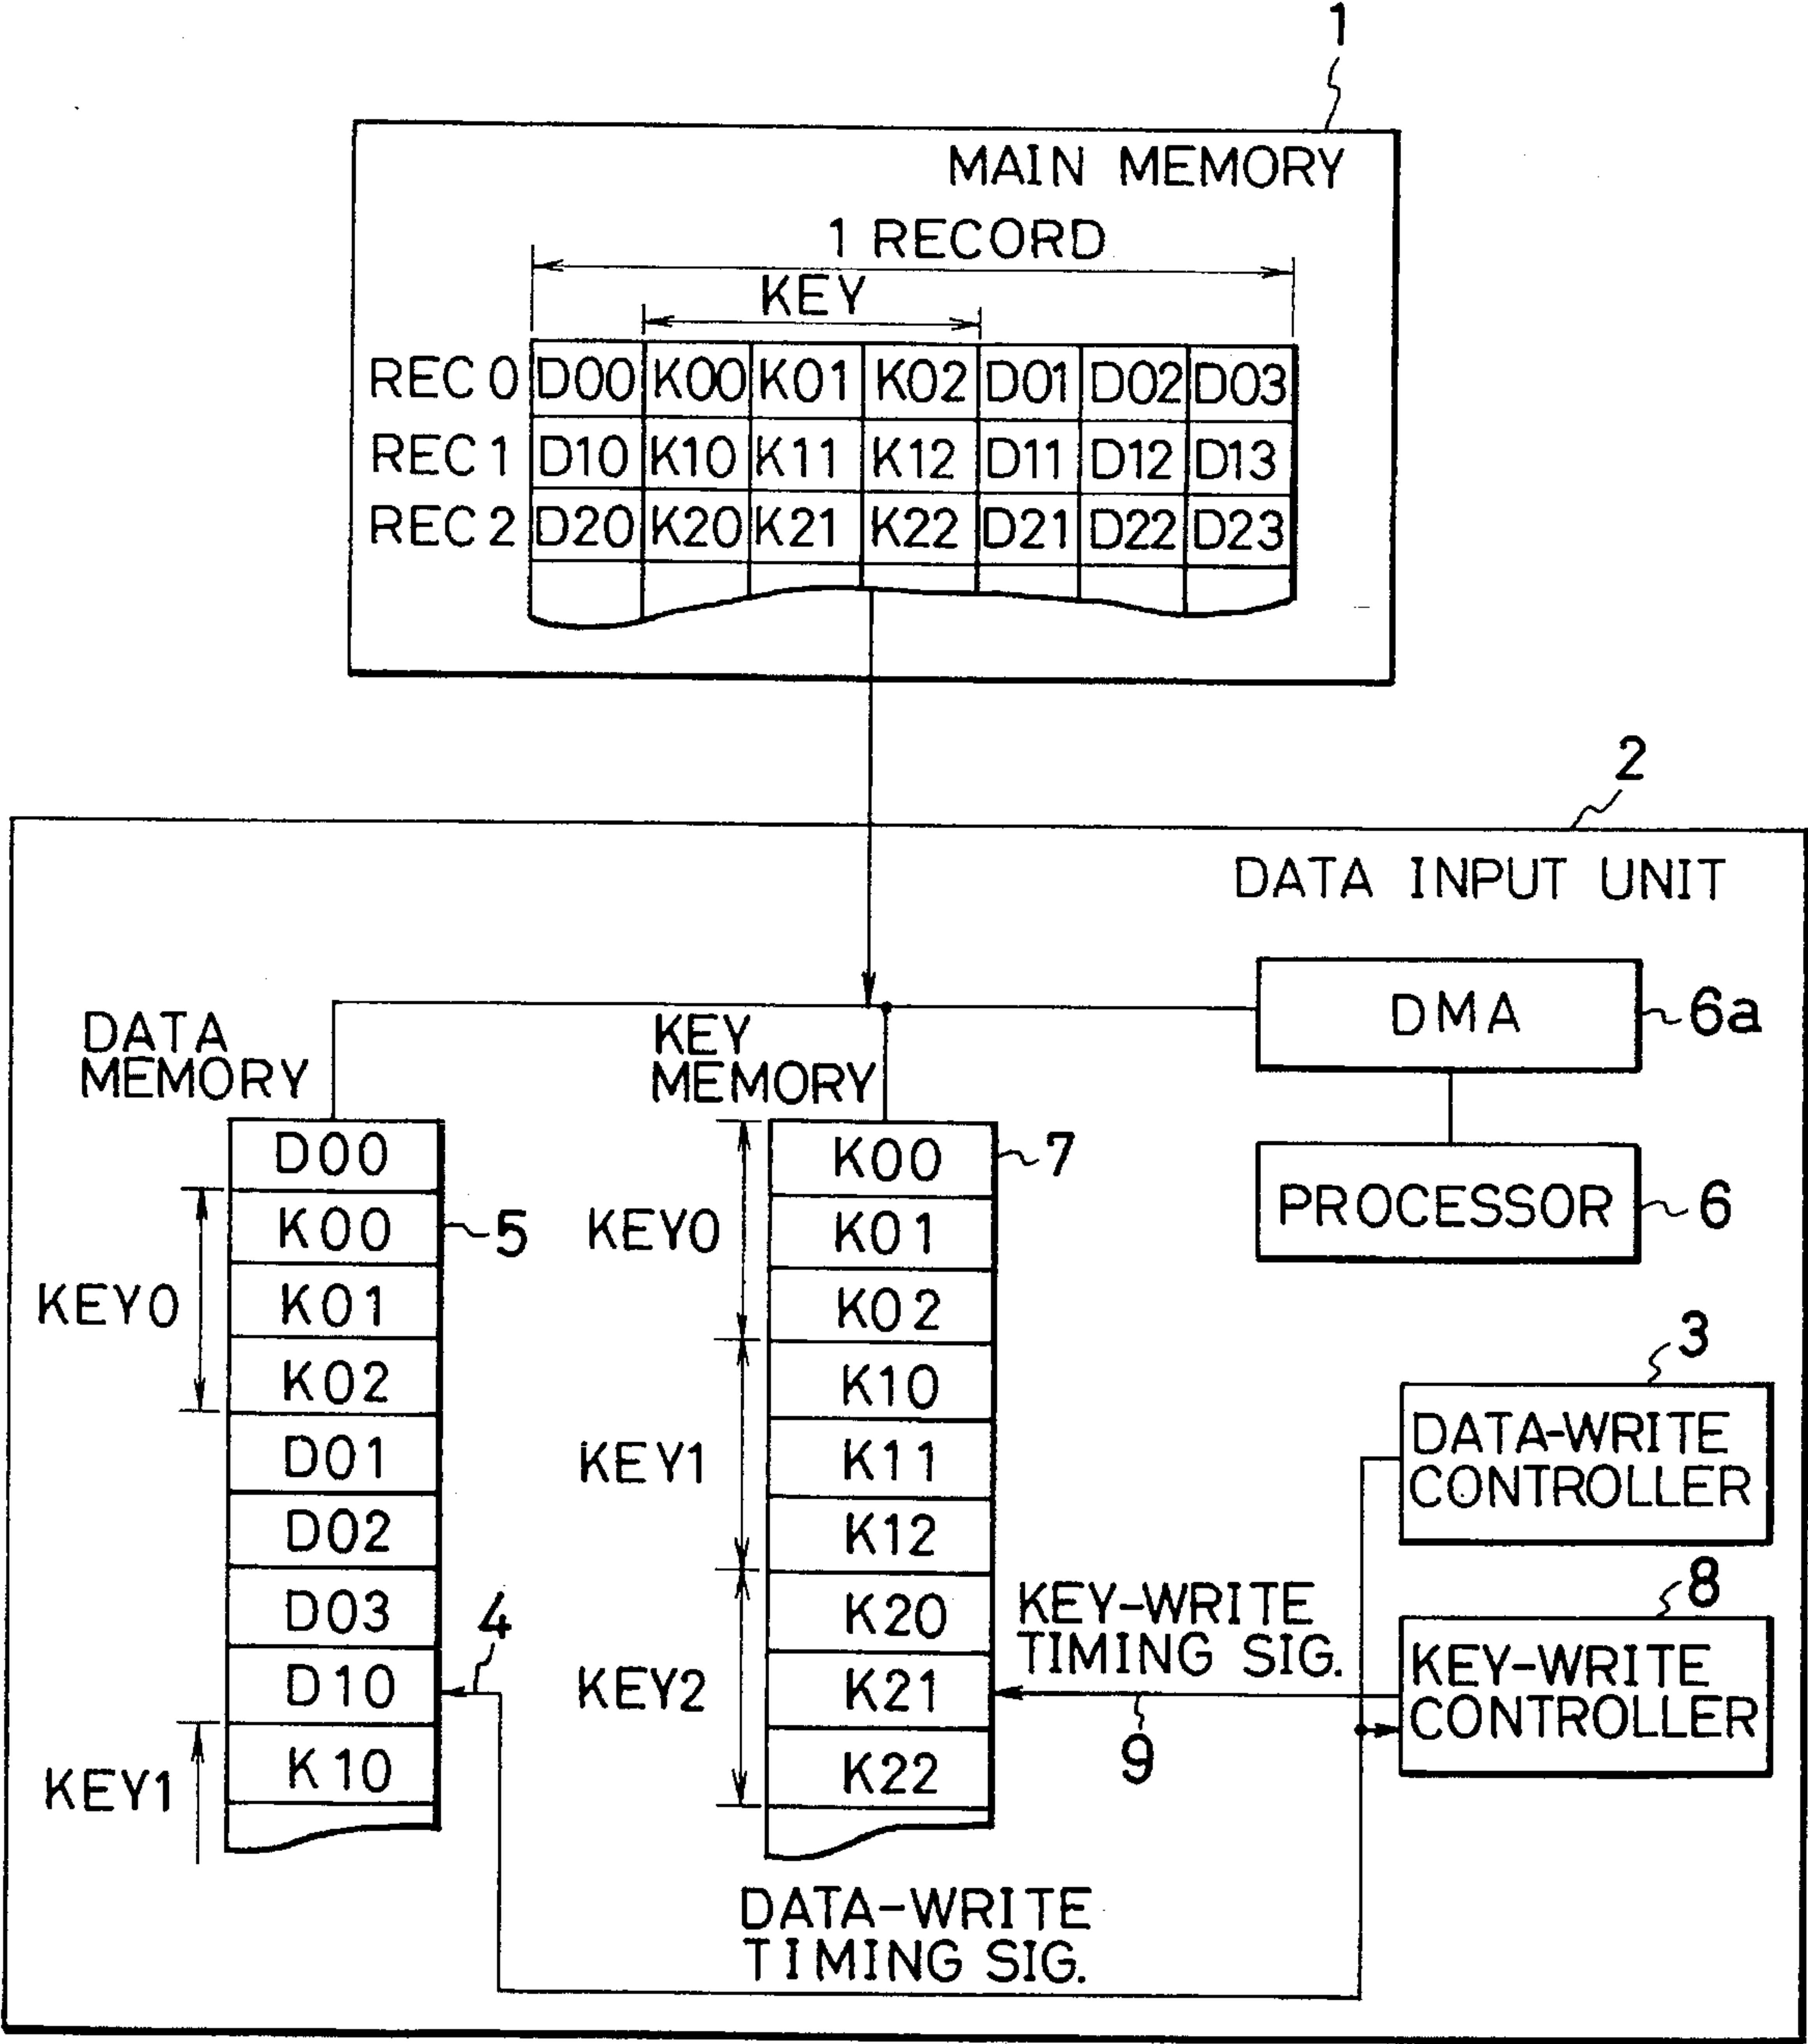 1
MAIN MEMORY
1 RECORD
KEY
REC 0 D00 K00 K01 K02 D01 D02 D03
REC 1 D10 K10 K11 K12 D11 D12 D13
REC 2 D20 K20 K21 K22 D21 D22 D23
2
DATA INPUT UNIT
DATA
MEMORY
KEY
MEMORY
DMA
6a
PROCESSOR
6
D00
K00
K01
K02
D01
D02
D03
D10
K10
5
KEY0
KEY1
4
K00
K01
K02
K10
K11
K12
K20
K21
K22
7
KEY0
KEY1
KEY2
3
DATA-WRITE
CONTROLLER
8
KEY-WRITE
CONTROLLER
KEY-WRITE
TIMING SIG.
9
DATA-WRITE
TIMING SIG.